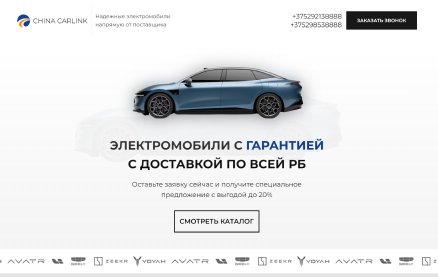 CHINA CARLINK
Надежные электромобили
напрямую от поставщика
+375292138888
+375298538888
ЗАКАЗАТЬ ЗВОНОК
ЭЛЕКТРОМОБИЛИ С ГАРАНТИЕЙ
С ДОСТАВКОЙ ПО ВСЕЙ РБ
Оставьте заявку сейчас и получите специальное
предложение с выгодой до 20%
СМОТРЕТЬ КАТАЛОГ
AVATR ZEEKR VOYAH AVATR ZEEKR VOYAH AVATR